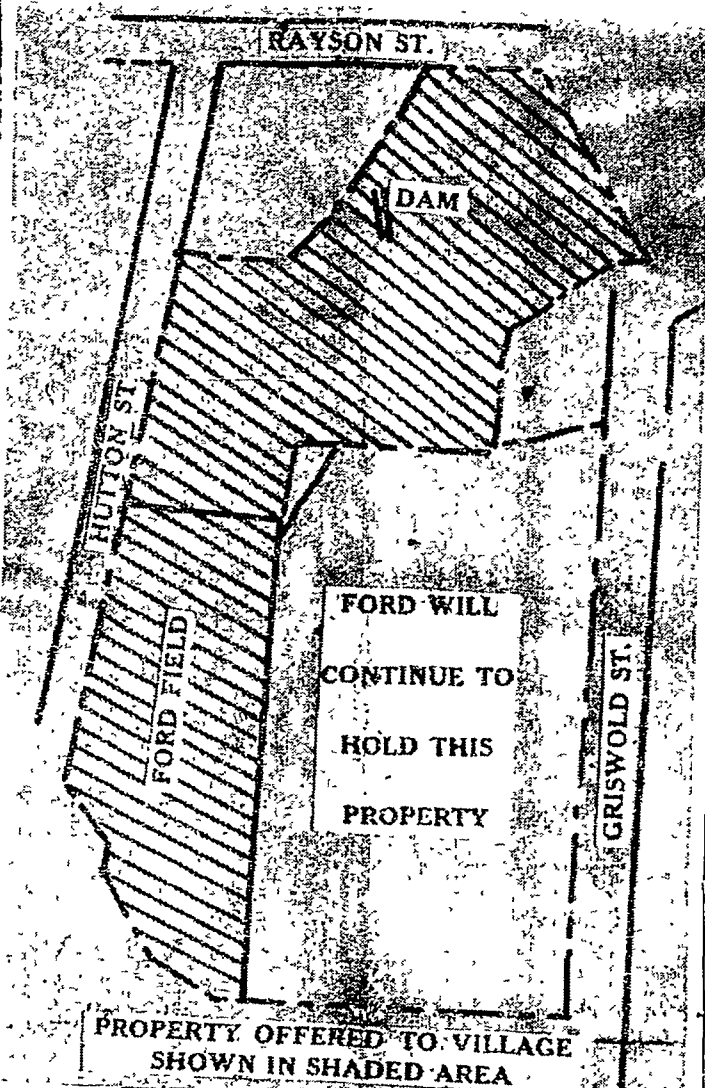 RAYSON ST.
DAM
HUTTON ST.
FORD FIELD
FORD WILL
CONTINUE TO
HOLD THIS
PROPERTY
GRISWOLD ST.
PROPERTY OFFERED TO VILLAGE
SHOWN IN SHADED AREA